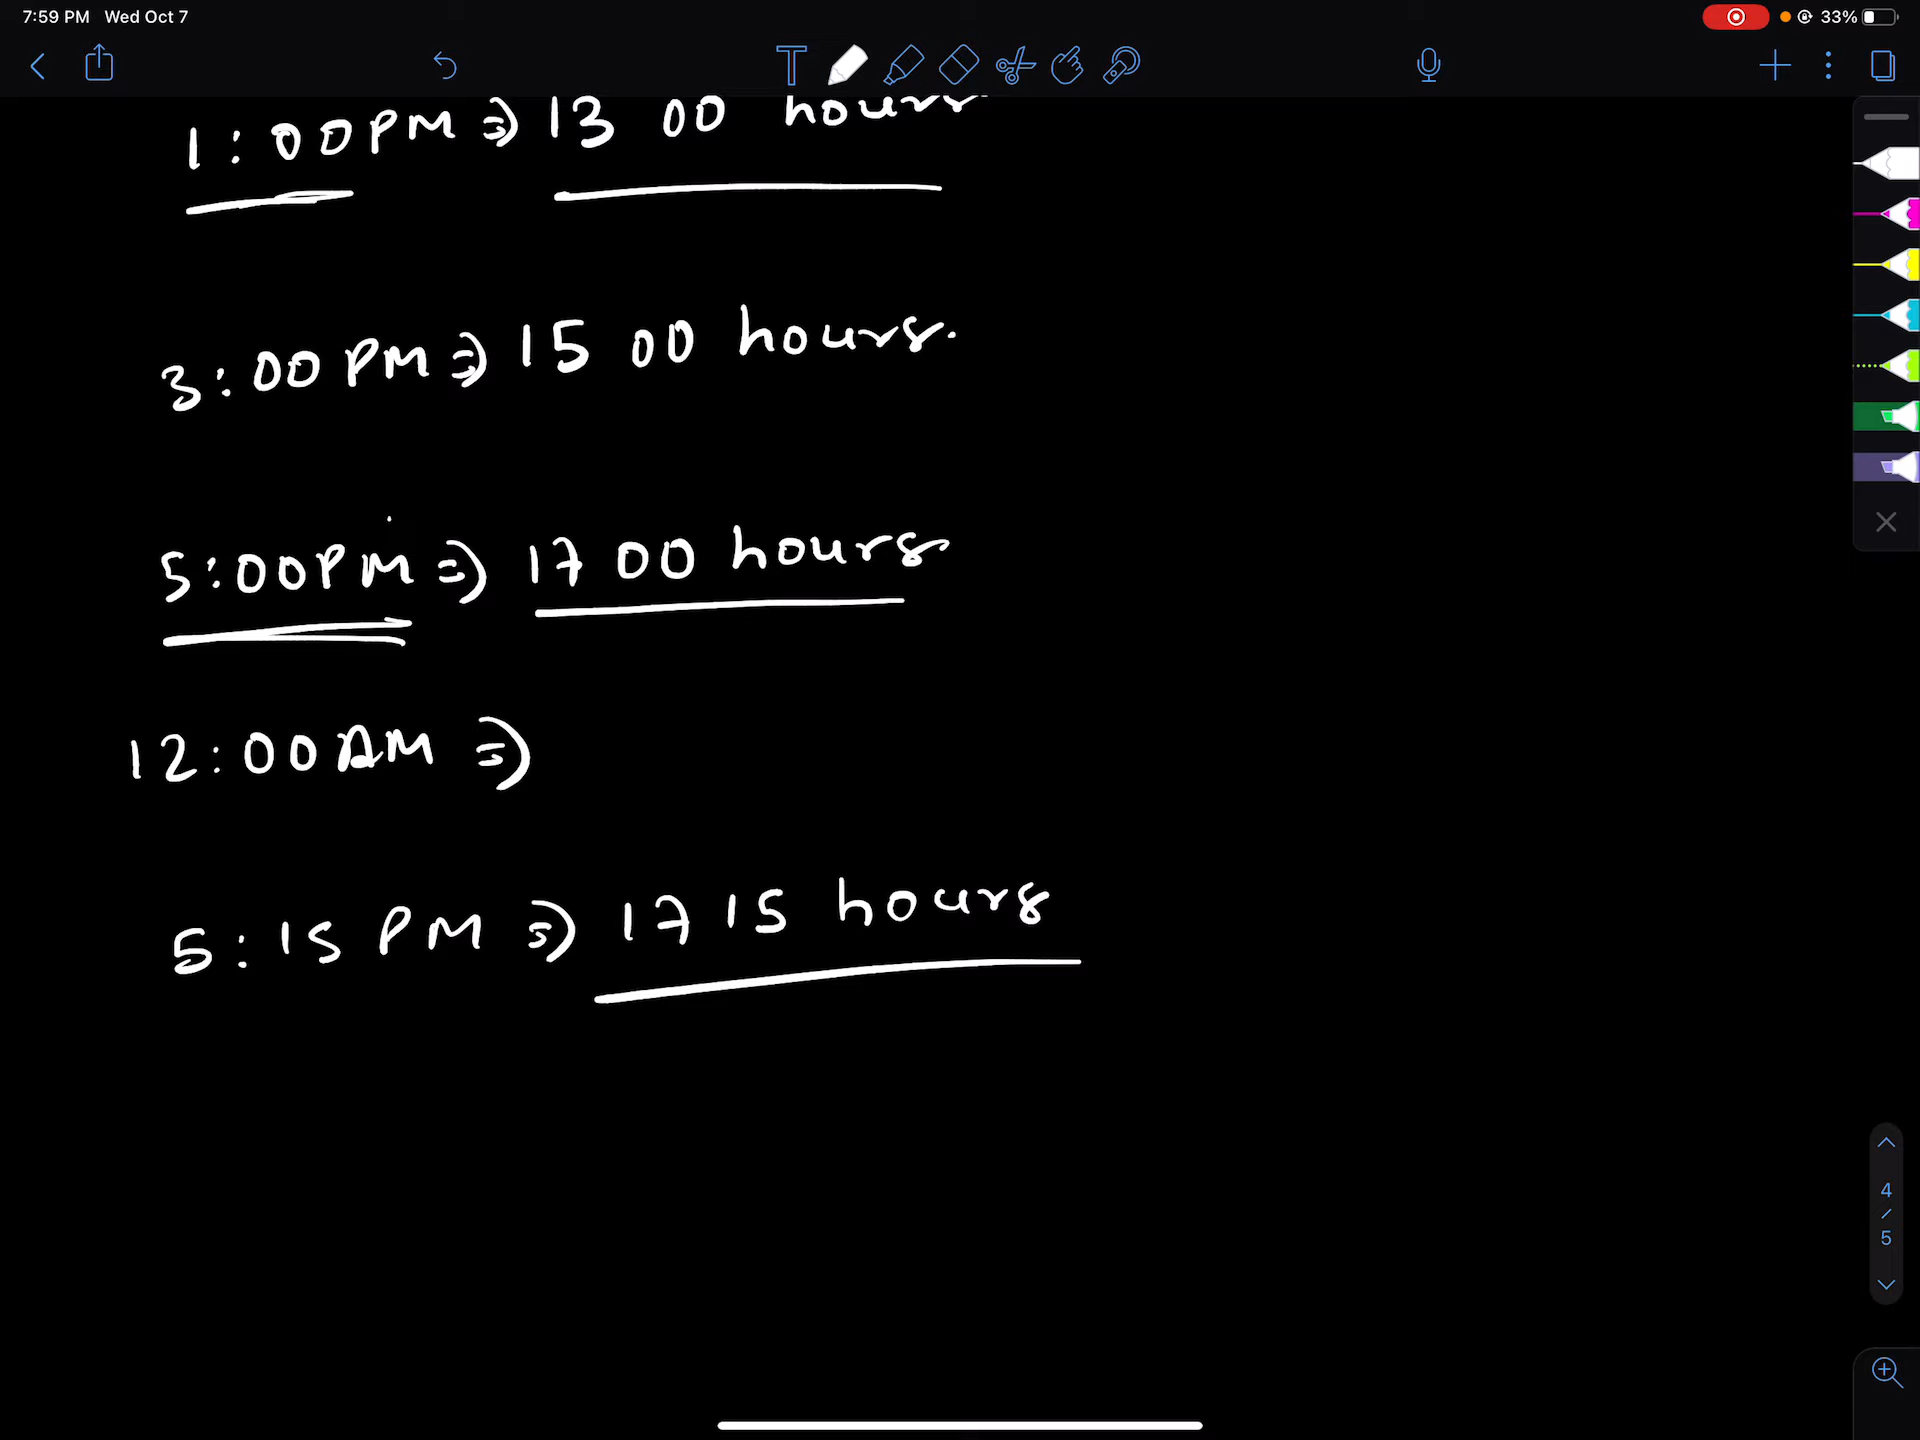 7:59 PM Wed Oct 7
33%
T
1:00PM ⇒ 13 00 hours
3:00 PM ⇒ 15 00 hours.
5:00PM ⇒ 17 00 hours
12:00AM ⇒
5:15 PM ⇒ 17 15 hours
4
/
5